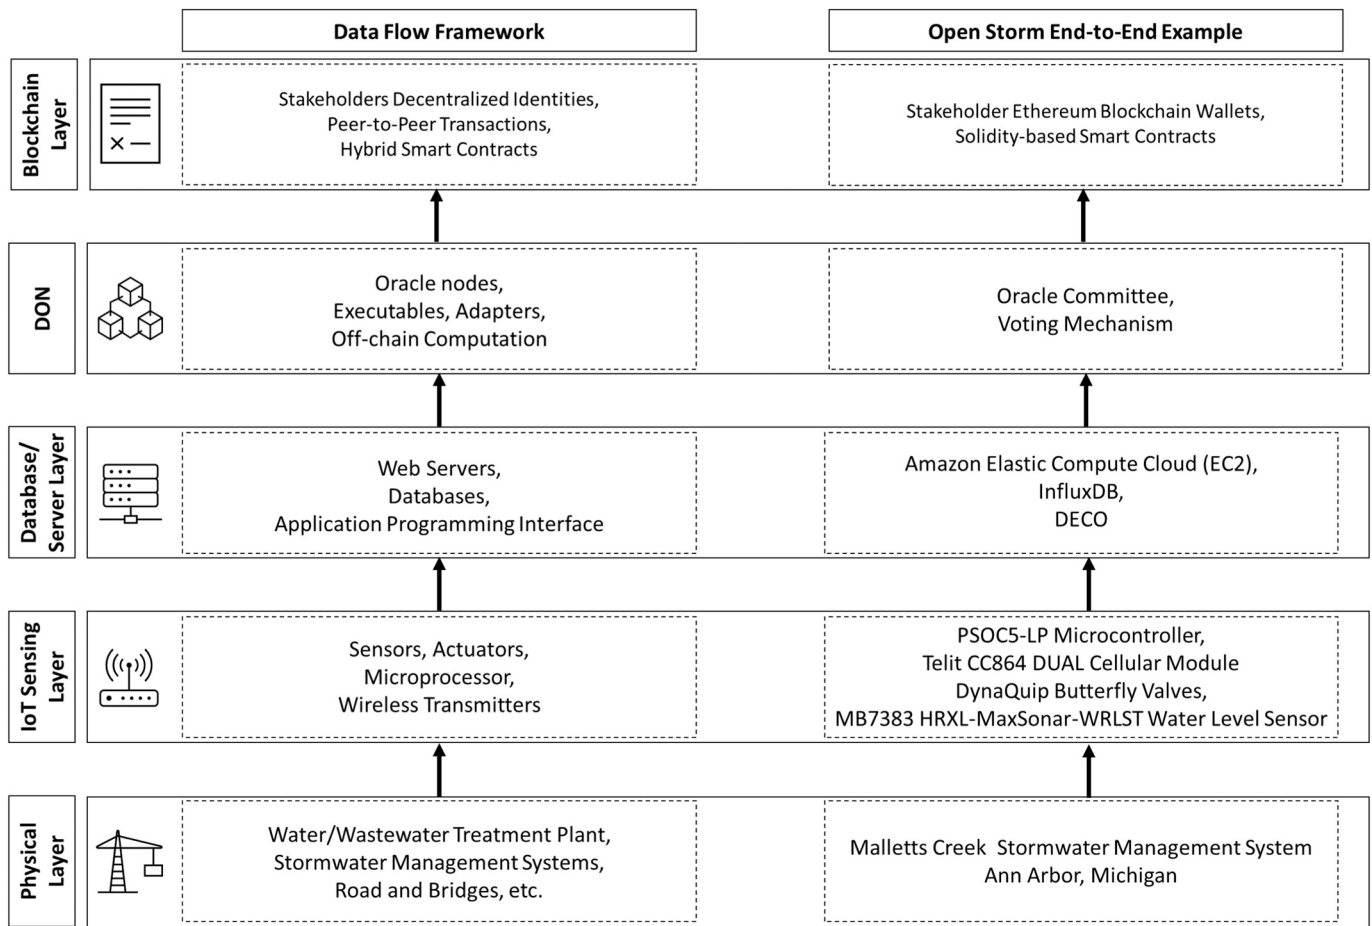 Data Flow Framework
Open Storm End-to-End Example
Blockchain
Layer
Stakeholders Decentralized Identities,
Peer-to-Peer Transactions,
Hybrid Smart Contracts
Stakeholder Ethereum Blockchain Wallets,
Solidity-based Smart Contracts
DON
Oracle nodes,
Executables, Adapters,
Off-chain Computation
Oracle Committee,
Voting Mechanism
Database/
Server Layer
Web Servers,
Databases,
Application Programming Interface
Amazon Elastic Compute Cloud (EC2),
InfluxDB,
DECO
IoT Sensing
Layer
Sensors, Actuators,
Microprocessor,
Wireless Transmitters
PSOC5-LP Microcontroller,
Telit CC864 DUAL Cellular Module
DynaQuip Butterfly Valves,
MB7383 HRXL-MaxSonar-WRLST Water Level Sensor
Physical
Layer
Water/Wastewater Treatment Plant,
Stormwater Management Systems,
Road and Bridges, etc.
Malletts Creek  Stormwater Management System
Ann Arbor, Michigan